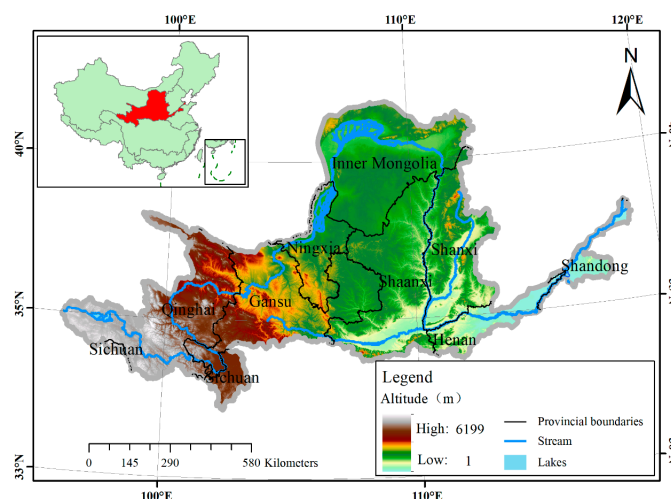 100°E
110°E
120°E
N
40°N
Inner Mongolia
Ningxia
Shanxi
Shaanxi
Shandong
35°N
Gansu
Qinghai
Henan
Sichuan
Sichuan
Legend
Altitude（m）
High: 6199
Low: 1
Provincial boundaries
Stream
Lakes
0 145 290 580 Kilometers
33°N
100°E
110°E